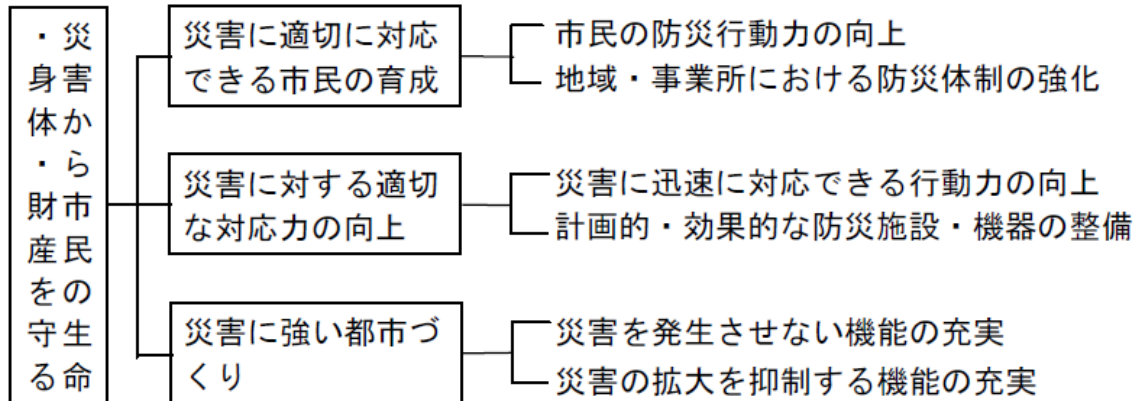 災害から市民の生命
・身体・財産を守る
災害に適切に対応
できる市民の育成
市民の防災行動力の向上
地域・事業所における防災体制の強化
災害に対する適切
な対応力の向上
災害に迅速に対応できる行動力の向上
計画的・効果的な防災施設・機器の整備
災害に強い都市づ
くり
災害を発生させない機能の充実
災害の拡大を抑制する機能の充実